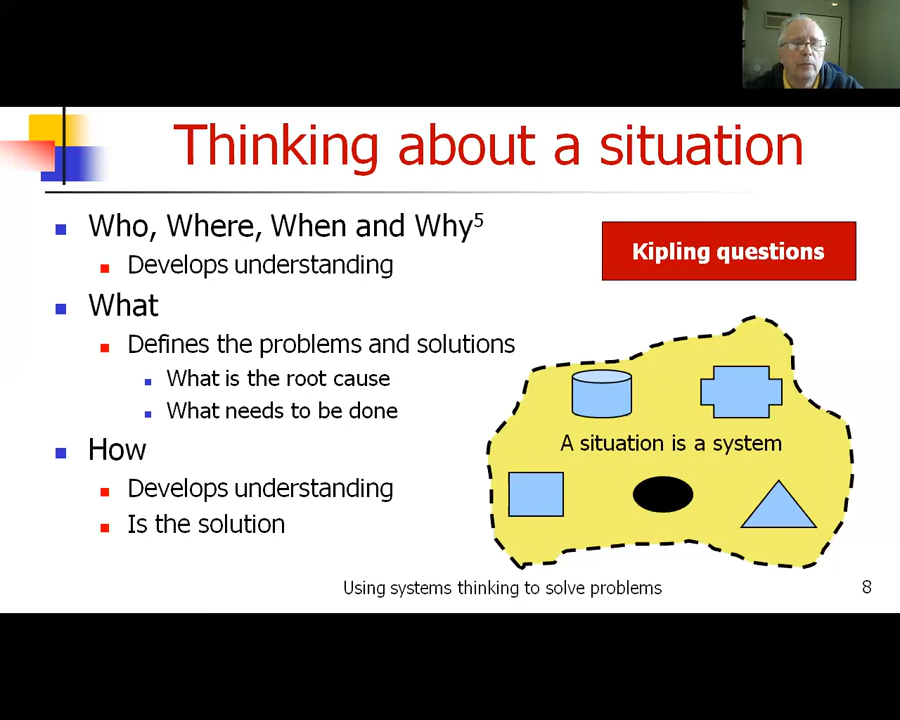 Thinking about a situation
Who, Where, When and Why⁵
Develops understanding
What
Defines the problems and solutions
What is the root cause
What needs to be done
How
Develops understanding
Is the solution
Kipling questions
A situation is a system
Using systems thinking to solve problems
8